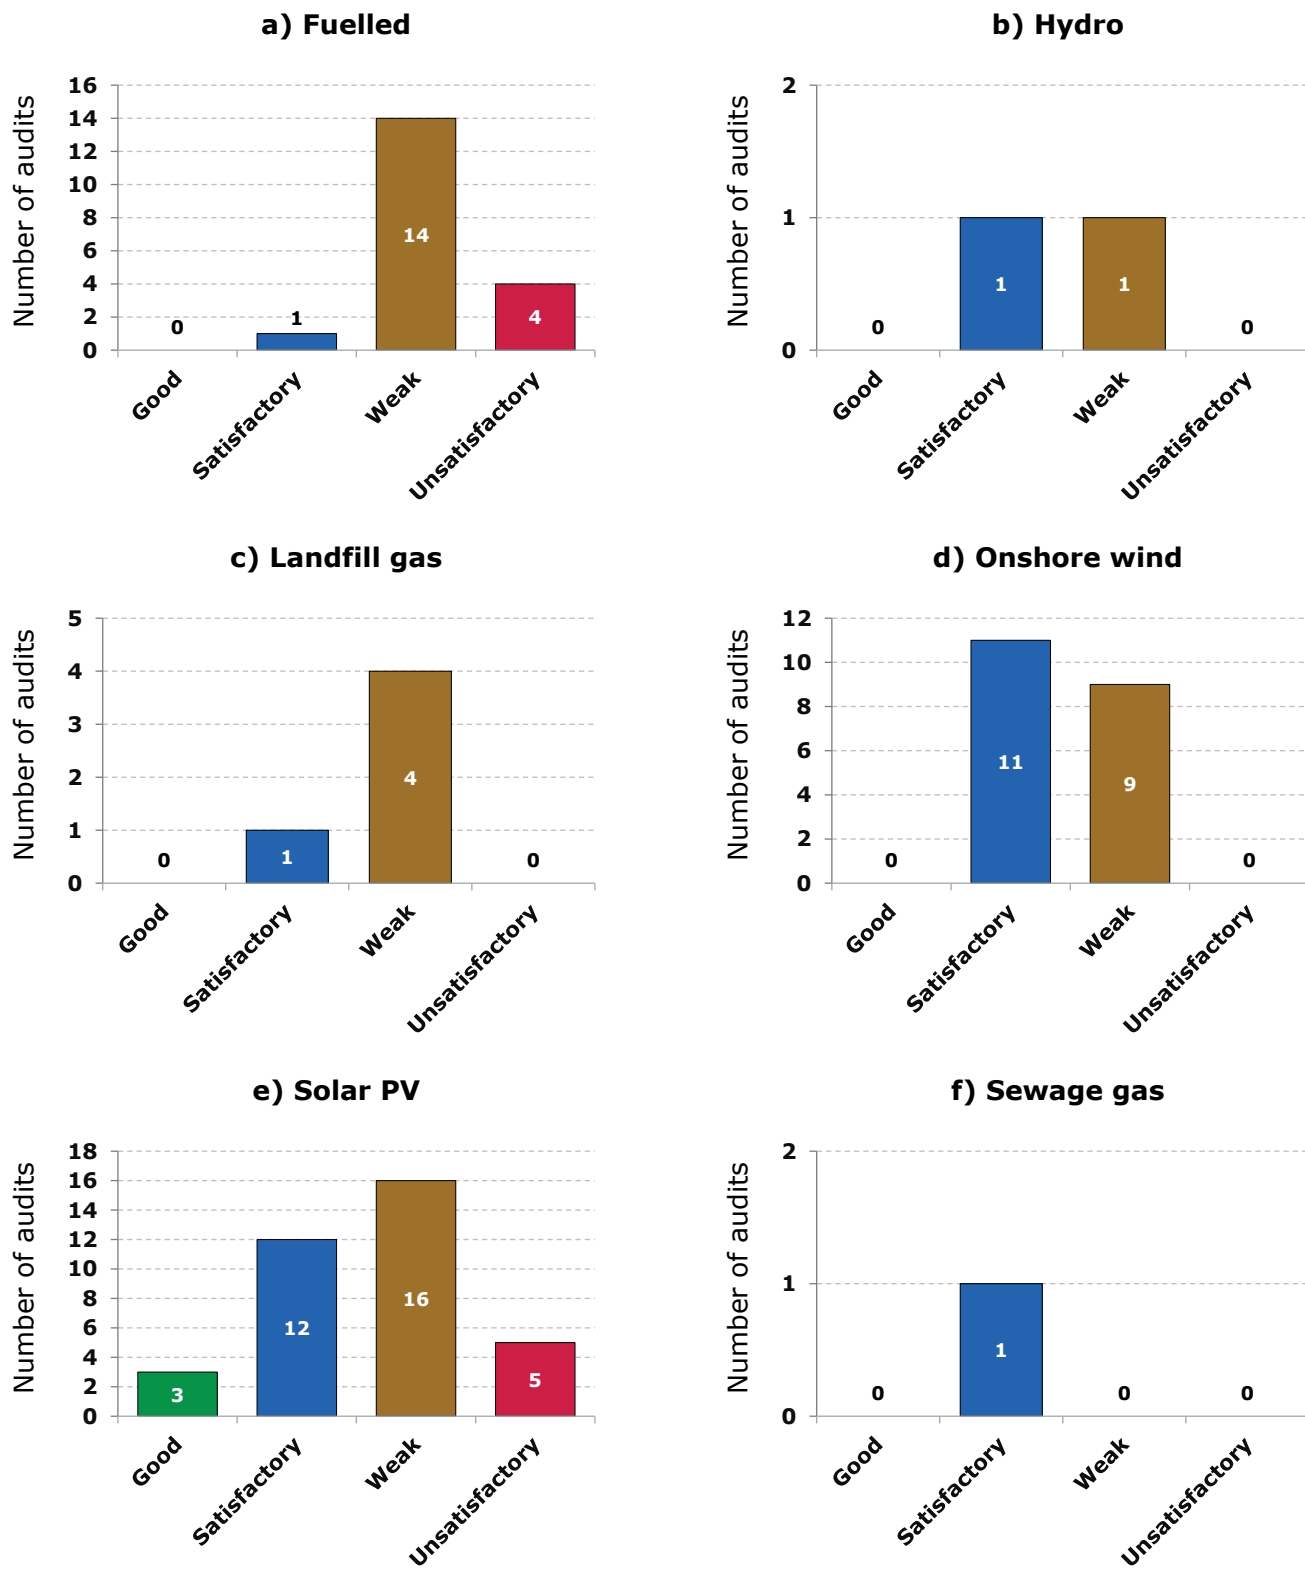 a) Fuelled
Number of audits
16
14
12
10
8
6
4
2
0
0
1
14
4
Good
Satisfactory
Weak
Unsatisfactory
b) Hydro
Number of audits
2
1
0
0
1
1
0
Good
Satisfactory
Weak
Unsatisfactory
c) Landfill gas
Number of audits
5
4
3
2
1
0
0
1
4
0
Good
Satisfactory
Weak
Unsatisfactory
d) Onshore wind
Number of audits
12
10
8
6
4
2
0
0
11
9
0
Good
Satisfactory
Weak
Unsatisfactory
e) Solar PV
Number of audits
18
16
14
12
10
8
6
4
2
0
3
12
16
5
Good
Satisfactory
Weak
Unsatisfactory
f) Sewage gas
Number of audits
2
1
0
0
1
0
0
Good
Satisfactory
Weak
Unsatisfactory